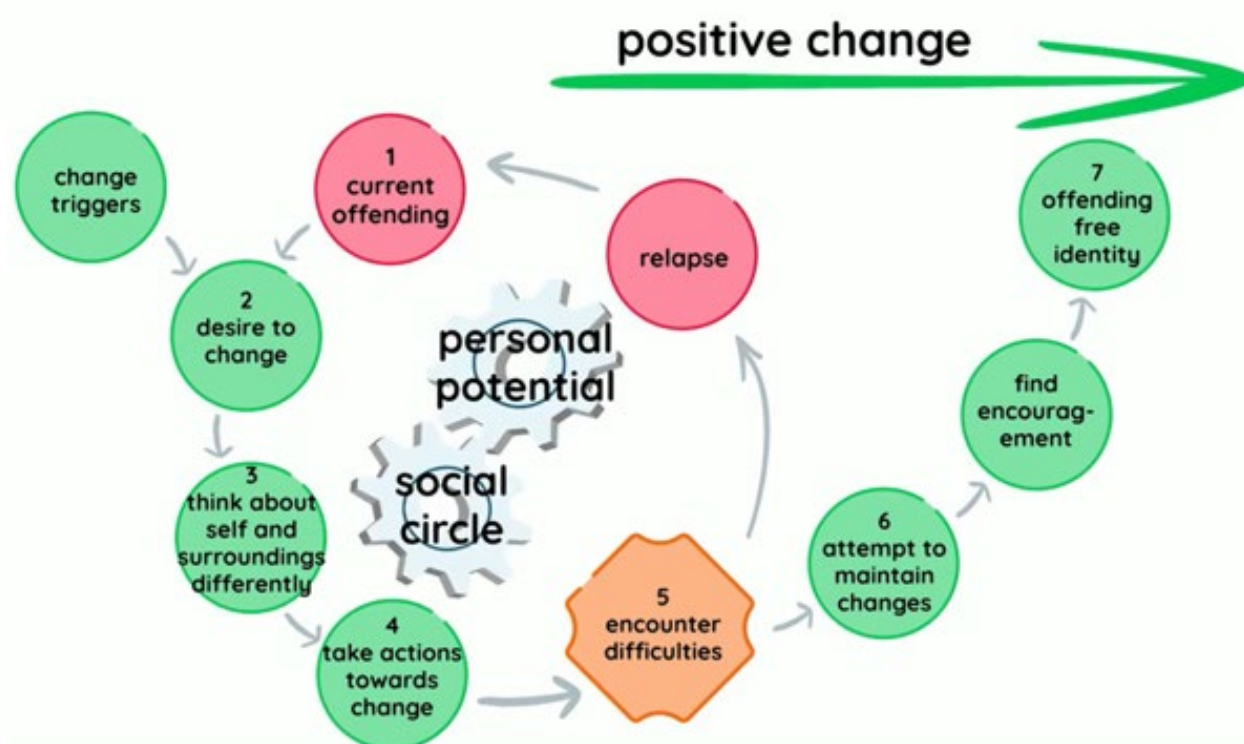 positive change
change
triggers
1
current
offending
2
desire to
change
3
think about
self and
surroundings
differently
4
take actions
towards
change
personal
potential
social
circle
relapse
5
encounter
difficulties
6
attempt to
maintain
changes
find
encourag-
ement
7
offending
free
identity